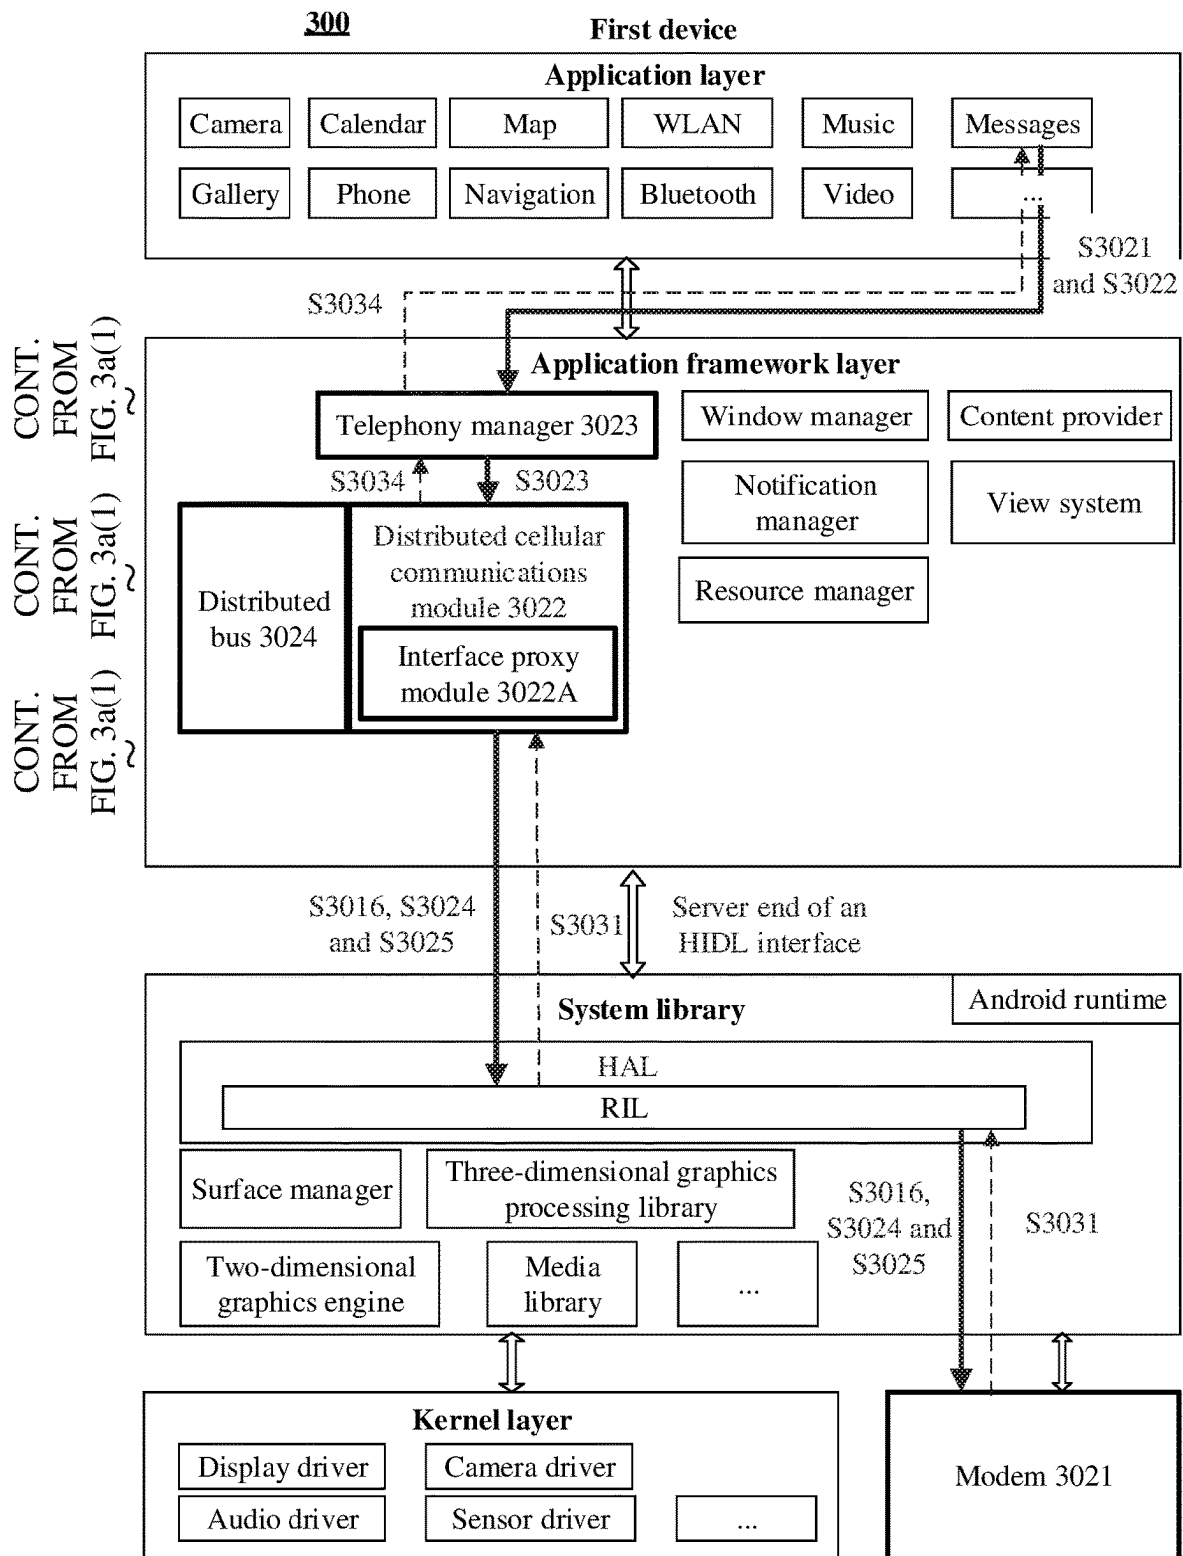 300
First device
Application layer
Camera
Calendar
Map
WLAN
Music
Messages
Gallery
Phone
Navigation
Bluetooth
Video
...
S3021
and S3022
S3034
CONT.
FROM
FIG. 3a(1)
~
Application framework layer
Telephony manager 3023
Window manager
Content provider
S3034
S3023
Notification
manager
View system
CONT.
FROM
FIG. 3a(1)
~
Distributed
bus 3024
Distributed cellular
communications
module 3022
Interface proxy
module 3022A
Resource manager
CONT.
FROM
FIG. 3a(1)
~
S3016, S3024
and S3025
S3031
Server end of an
HIDL interface
System library
Android runtime
HAL
RIL
Surface manager
Three-dimensional graphics
processing library
S3016,
S3024 and
S3025
S3031
Two-dimensional
graphics engine
Media
library
...
Kernel layer
Display driver
Camera driver
Audio driver
Sensor driver
...
Modem 3021